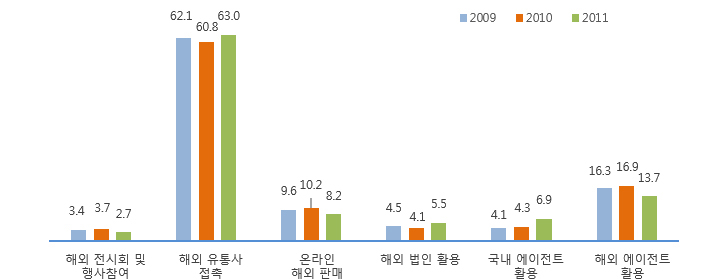 2009 2010 2011
62.1 60.8 63.0
3.4 3.7 2.7
9.6 10.2 8.2
4.5 4.1 5.5
4.1 4.3 6.9
16.3 16.9 13.7
해외 전시회 및
행사참여
해외 유통사
접촉
온라인
해외 판매
해외 법인 활용
국내 에이전트
활용
해외 에이전트
활용